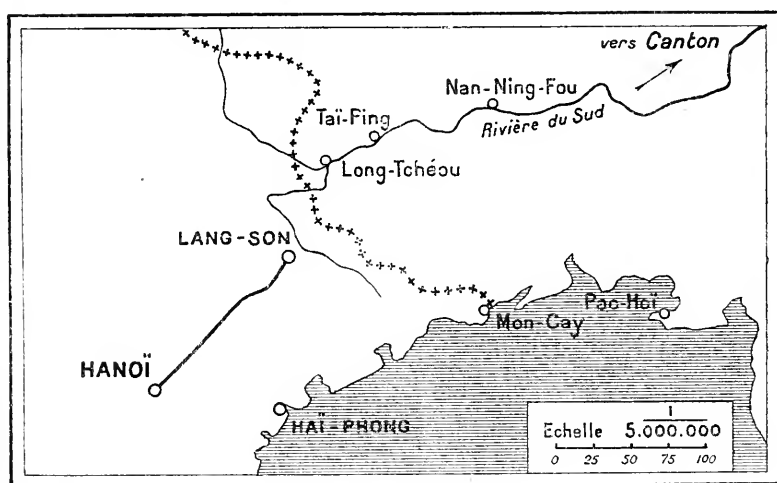 vers Canton
Nan-Ning-Fou
Taï-Ping
Rivière du Sud
Long-Tchéou
LANG-SON
Pac-Hoï
Mon-Cay
HANOÏ
HAÏ-PHONG
1
Echelle 5.000.000
0 25 50 75 100